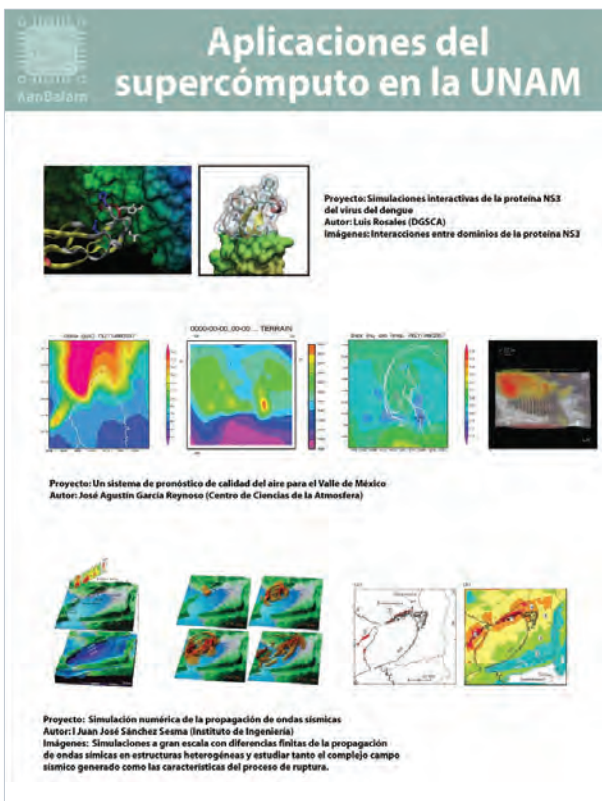 KanBalam
Aplicaciones del
supercómputo en la UNAM
Proyecto: Simulaciones interactivas de la proteína NS3
del virus del dengue
Autor: Luis Rosales (DGSCA)
Imágenes: Interacciones entre dominios de la proteína NS3
0000-00-00_00:00 ... TERRAIN
Proyecto: Un sistema de pronóstico de calidad del aire para el Valle de México
Autor: José Agustín García Reynoso (Centro de Ciencias de la Atmosfera)
Proyecto: Simulación numérica de la propagación de ondas sísmicas
Autor: I Juan José Sánchez Sesma (Instituto de Ingeniería)
Imágenes: Simulaciones a gran escala con diferencias finitas de la propagación
de ondas símicas en estructuras heterogéneas y estudiar tanto el complejo campo
sísmico generado como las características del proceso de ruptura.